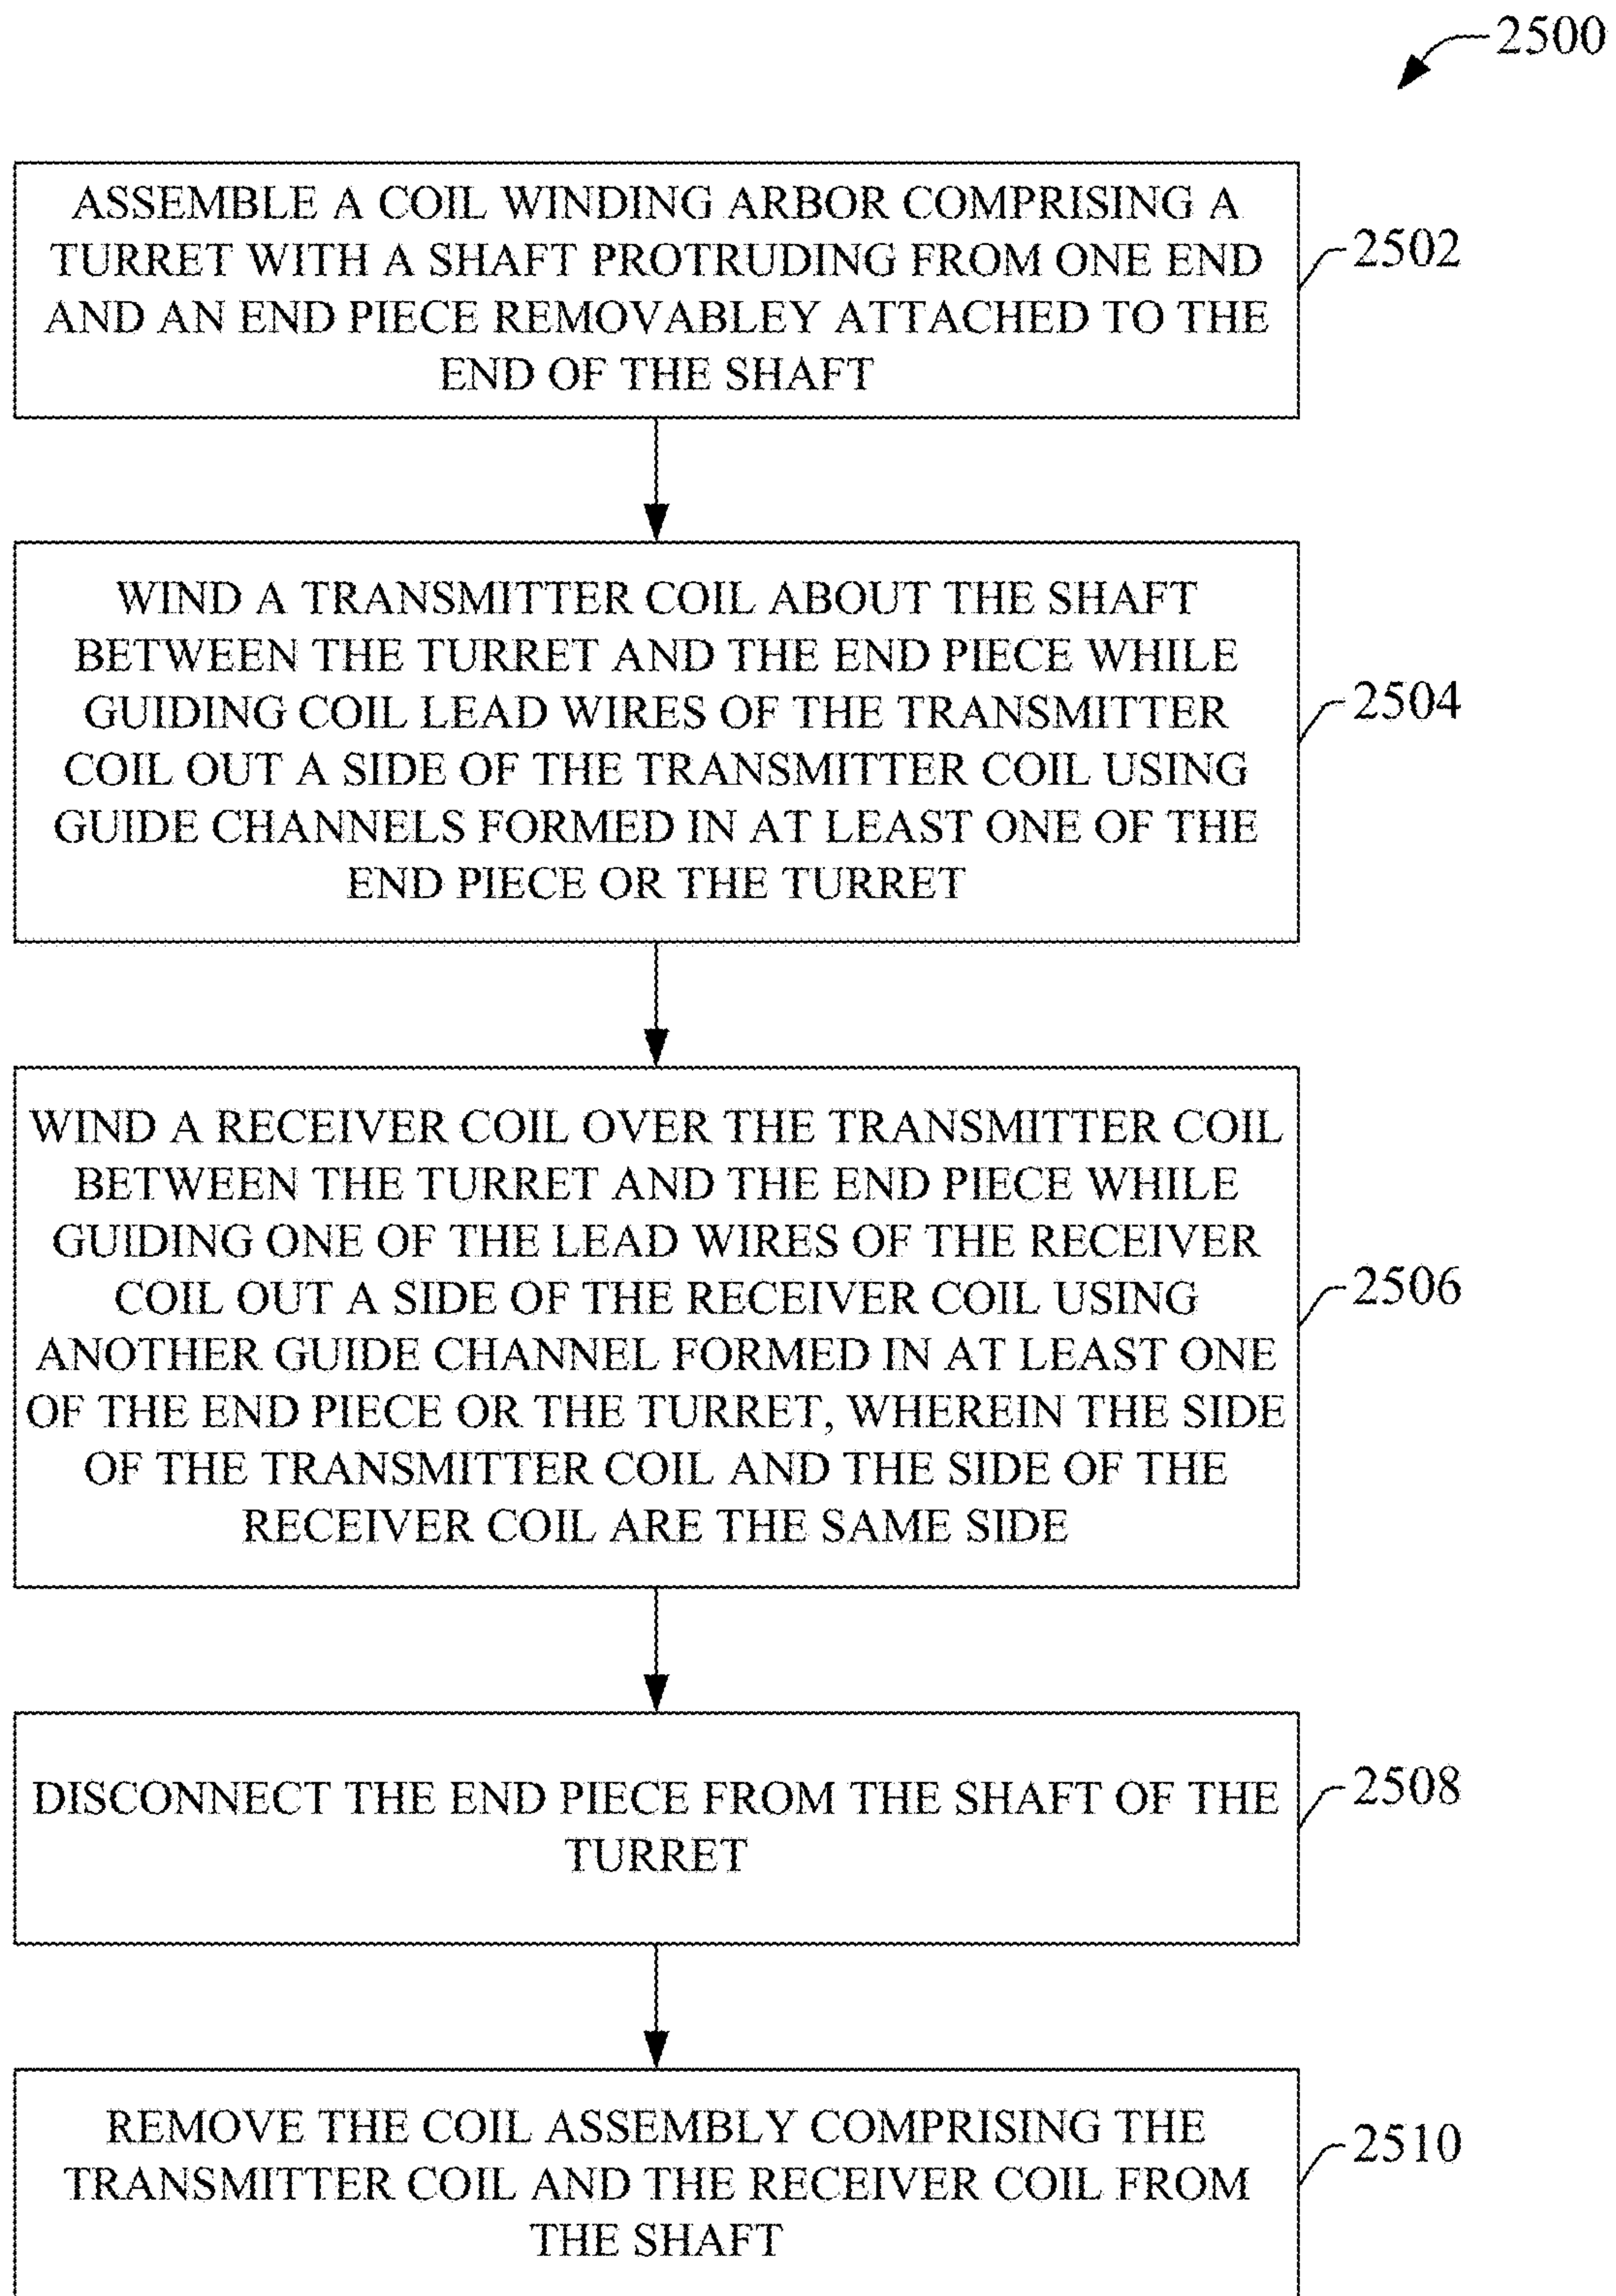 2500
ASSEMBLE A COIL WINDING ARBOR COMPRISING A
TURRET WITH A SHAFT PROTRUDING FROM ONE END
AND AN END PIECE REMOVABLEY ATTACHED TO THE
END OF THE SHAFT
2502
WIND A TRANSMITTER COIL ABOUT THE SHAFT
BETWEEN THE TURRET AND THE END PIECE WHILE
GUIDING COIL LEAD WIRES OF THE TRANSMITTER
COIL OUT A SIDE OF THE TRANSMITTER COIL USING
GUIDE CHANNELS FORMED IN AT LEAST ONE OF THE
END PIECE OR THE TURRET
2504
WIND A RECEIVER COIL OVER THE TRANSMITTER COIL
BETWEEN THE TURRET AND THE END PIECE WHILE
GUIDING ONE OF THE LEAD WIRES OF THE RECEIVER
COIL OUT A SIDE OF THE RECEIVER COIL USING
ANOTHER GUIDE CHANNEL FORMED IN AT LEAST ONE
OF THE END PIECE OR THE TURRET, WHEREIN THE SIDE
OF THE TRANSMITTER COIL AND THE SIDE OF THE
RECEIVER COIL ARE THE SAME SIDE
2506
DISCONNECT THE END PIECE FROM THE SHAFT OF THE
TURRET
2508
REMOVE THE COIL ASSEMBLY COMPRISING THE
TRANSMITTER COIL AND THE RECEIVER COIL FROM
THE SHAFT
2510